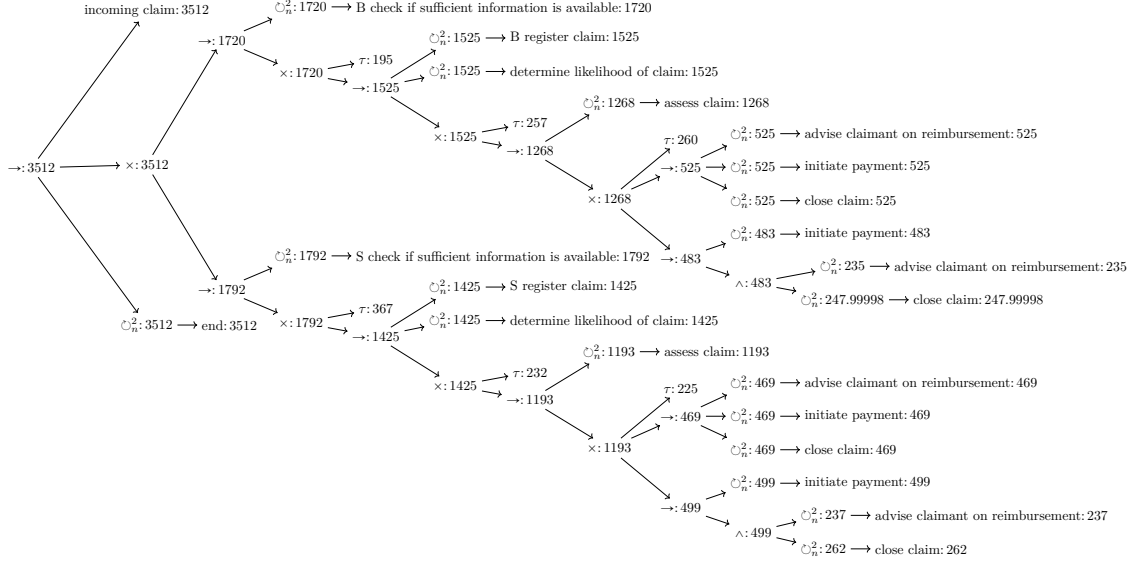 incoming claim: 3512
↻²ₙ: 1720 → B check if sufficient information is available: 1720
→: 1720
↻²ₙ: 1525 → B register claim: 1525
τ: 195
×: 1720
↻²ₙ: 1525 → determine likelihood of claim: 1525
→: 1525
↻²ₙ: 1268 → assess claim: 1268
τ: 257
×: 1525
→: 1268
↻²ₙ: 525 → advise claimant on reimbursement: 525
τ: 260
→: 3512
×: 3512
→: 525
↻²ₙ: 525 → initiate payment: 525
×: 1268
↻²ₙ: 525 → close claim: 525
↻²ₙ: 483 → initiate payment: 483
↻²ₙ: 1792 → S check if sufficient information is available: 1792
→: 483
↻²ₙ: 235 → advise claimant on reimbursement: 235
∧: 483
→: 1792
↻²ₙ: 1425 → S register claim: 1425
↻²ₙ: 247.99998 → close claim: 247.99998
τ: 367
↻²ₙ: 3512 → end: 3512
×: 1792
↻²ₙ: 1425 → determine likelihood of claim: 1425
→: 1425
↻²ₙ: 1193 → assess claim: 1193
τ: 232
×: 1425
→: 1193
↻²ₙ: 469 → advise claimant on reimbursement: 469
τ: 225
→: 469
↻²ₙ: 469 → initiate payment: 469
×: 1193
↻²ₙ: 469 → close claim: 469
↻²ₙ: 499 → initiate payment: 499
→: 499
↻²ₙ: 237 → advise claimant on reimbursement: 237
∧: 499
↻²ₙ: 262 → close claim: 262